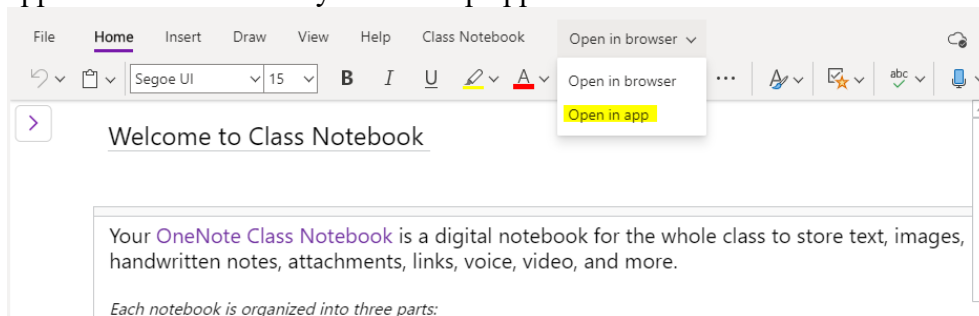 File Home Insert Draw View Help Class Notebook Open in browser
Segoe UI 15 B I U A Open in browser ... A abc
Open in app
Welcome to Class Notebook
Your OneNote Class Notebook is a digital notebook for the whole class to store text, images,
handwritten notes, attachments, links, voice, video, and more.
Each notebook is organized into three parts: